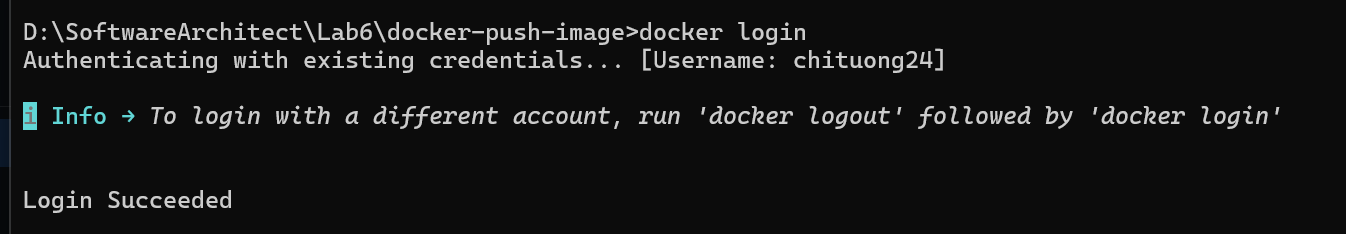 D:\SoftwareArchitect\Lab6\docker-push-image>docker login
Authenticating with existing credentials... [Username: chituong24]
i Info → To login with a different account, run 'docker logout' followed by 'docker login'
Login Succeeded